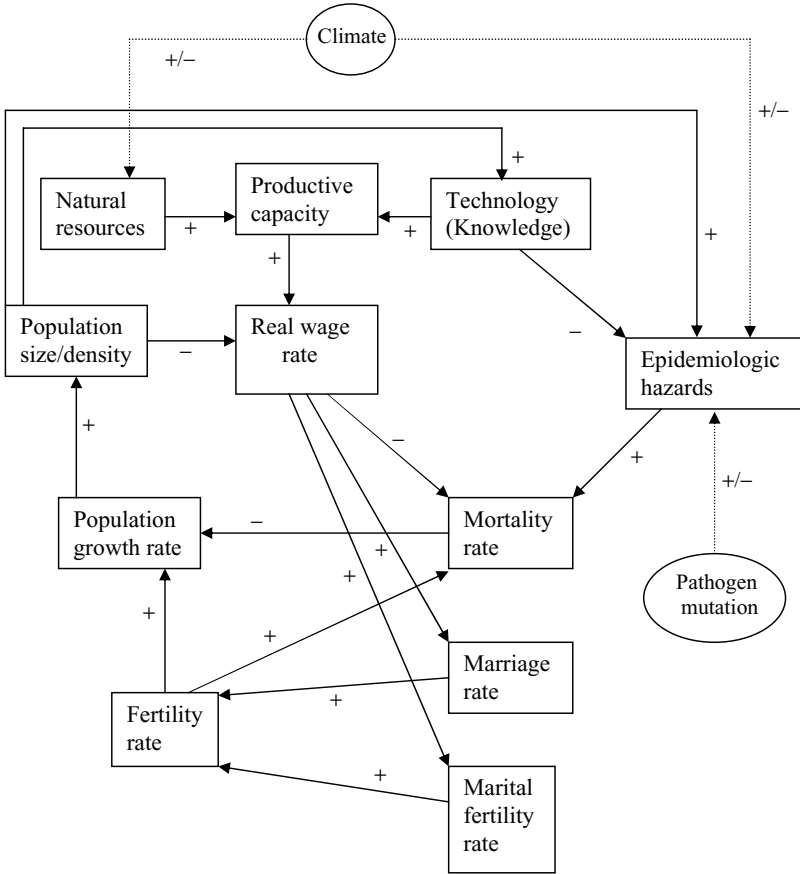 Climate
+/−
+/−
+
Natural
resources
Productive
capacity
Technology
(Knowledge)
+
+
+
+
Population
size/density
−
Real wage
rate
−
Epidemiologic
hazards
+
−
+
+/−
Population
growth rate
−
Mortality
rate
+
+
Pathogen
mutation
+
+
Marriage
rate
+
Fertility
rate
+
Marital
fertility
rate